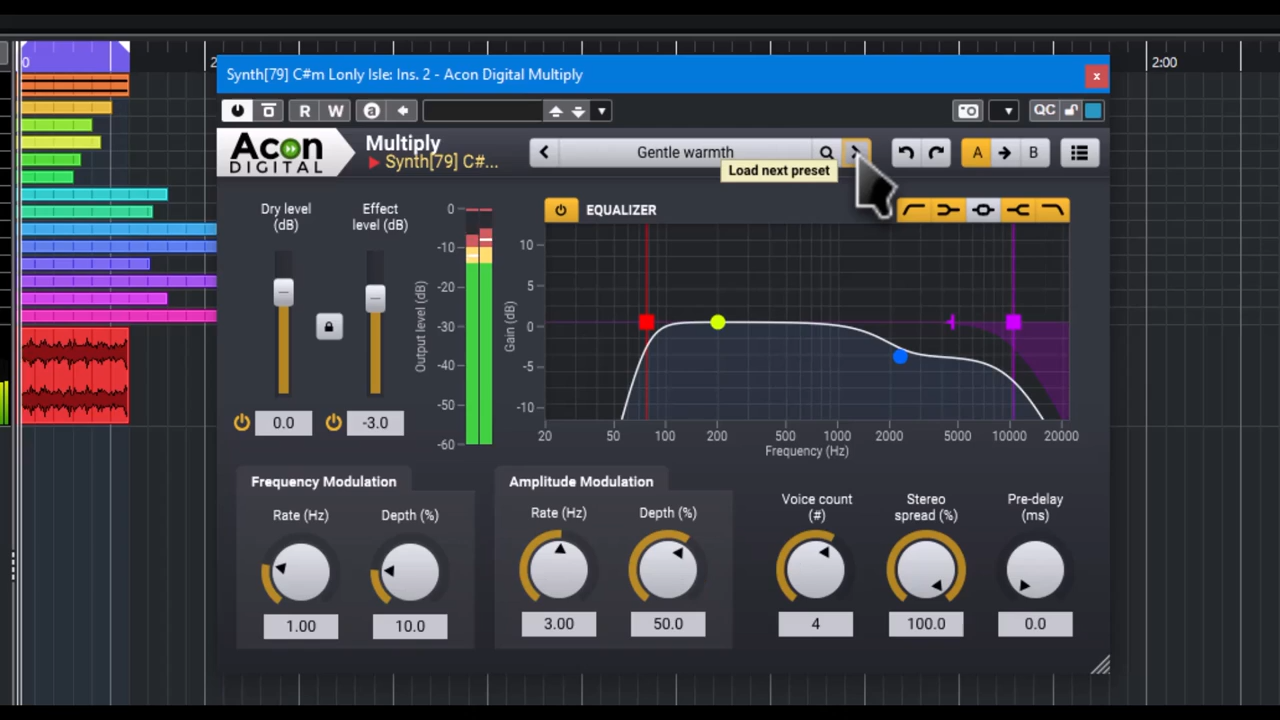 0
2:00
Synth[79] C#m Lonly Isle: Ins. 2 - Acon Digital Multiply
x
R W a QC
Acon
DIGITAL
Multiply
Synth[79] C#...
Gentle warmth
A B
Load next preset
Dry level
(dB)
Effect
level (dB)
0.0
-3.0
Output level (dB)
0
-10
-20
-30
-40
-50
-60
EQUALIZER
Gain (dB)
10
5
0
-5
-10
20 50 100 200 500 1000 2000 5000 10000 20000
Frequency (Hz)
Frequency Modulation
Rate (Hz) Depth (%)
1.00 10.0
Amplitude Modulation
Rate (Hz) Depth (%)
3.00 50.0
Voice count
(#)
4
Stereo
spread (%)
100.0
Pre-delay
(ms)
0.0